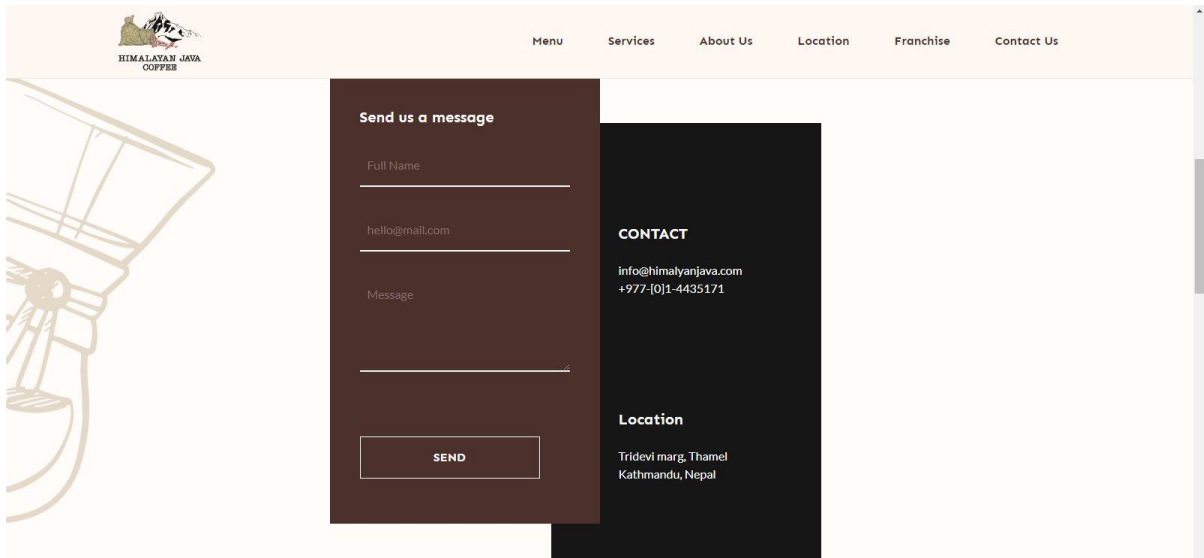 HIMALAYAN JAVA
COFFEE
Menu Services About Us Location Franchise Contact Us
Send us a message
Full Name
hello@mail.com
Message
SEND
CONTACT
info@himalyanjava.com
+977-[0]1-4435171
Location
Tridevi marg, Thamel
Kathmandu, Nepal